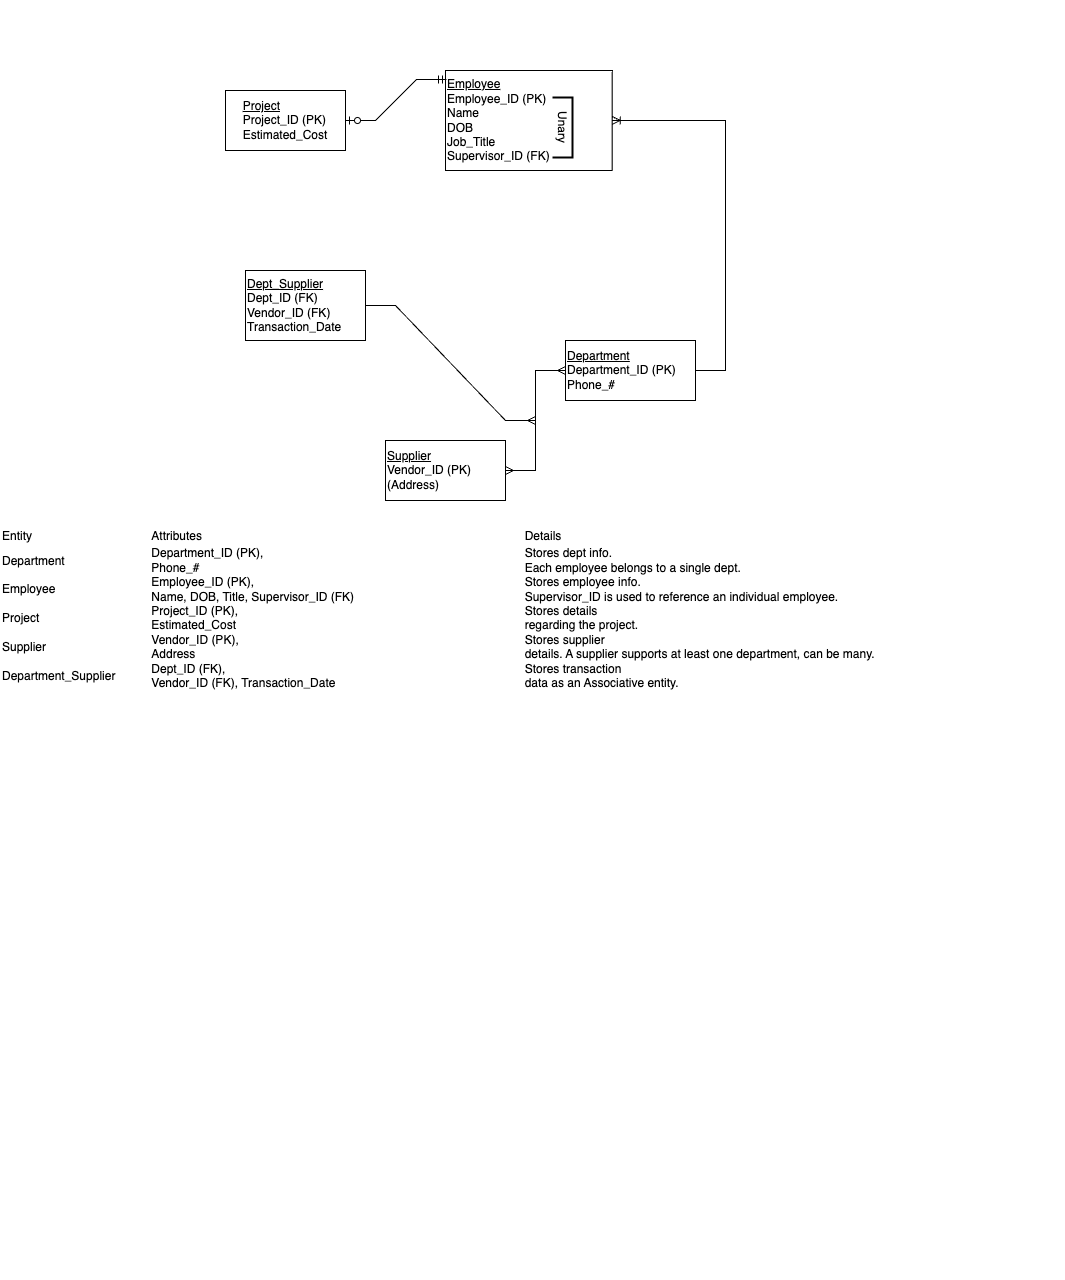 Project
Project_ID (PK)
Estimated_Cost
Employee
Employee_ID (PK)
Name
DOB
Job_Title
Supervisor_ID (FK)
Unary
Dept_Supplier
Dept_ID (FK)
Vendor_ID (FK)
Transaction_Date
Department
Department_ID (PK)
Phone_#
Supplier
Vendor_ID (PK)
(Address)
Entity Attributes Details
Department
Department_ID (PK),
Phone_#
Stores dept info.
Each employee belongs to a single dept.
Employee
Employee_ID (PK),
Name, DOB, Title, Supervisor_ID (FK)
Stores employee info.
Supervisor_ID is used to reference an individual employee.
Project
Project_ID (PK),
Estimated_Cost
Stores details
regarding the project.
Supplier
Vendor_ID (PK),
Address
Stores supplier
details. A supplier supports at least one department, can be many.
Department_Supplier
Dept_ID (FK),
Vendor_ID (FK), Transaction_Date
Stores transaction
data as an Associative entity.